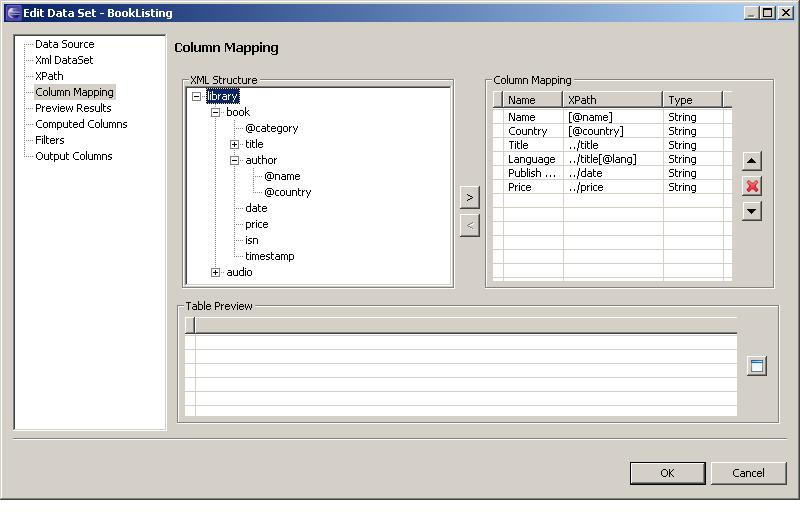 Edit Data Set - BookListing
Data Source
Xml DataSet
XPath
Column Mapping
Preview Results
Computed Columns
Filters
Output Columns
Column Mapping
XML Structure
library
book
@category
title
author
@name
@country
date
price
isn
timestamp
audio
>
<
Column Mapping
Name XPath Type
Name [@name] String
Country [@country] String
Title ../title String
Language ../title[@lang] String
Publish ... ../date String
Price ../price String
Table Preview
OK Cancel